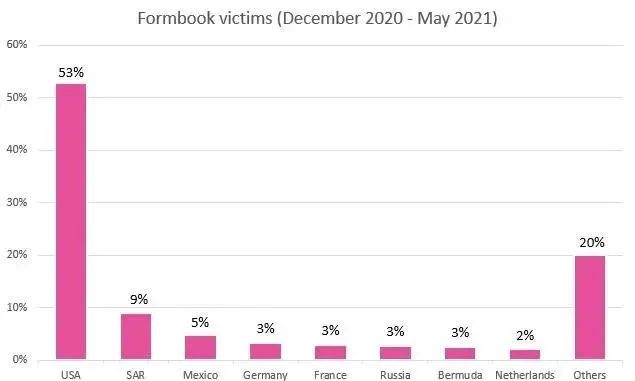 Formbook victims (December 2020 - May 2021)
60%
50%
40%
30%
20%
10%
0%
53%
9%
5%
3%
3%
3%
3%
2%
20%
USA
SAR
Mexico
Germany
France
Russia
Bermuda
Netherlands
Others